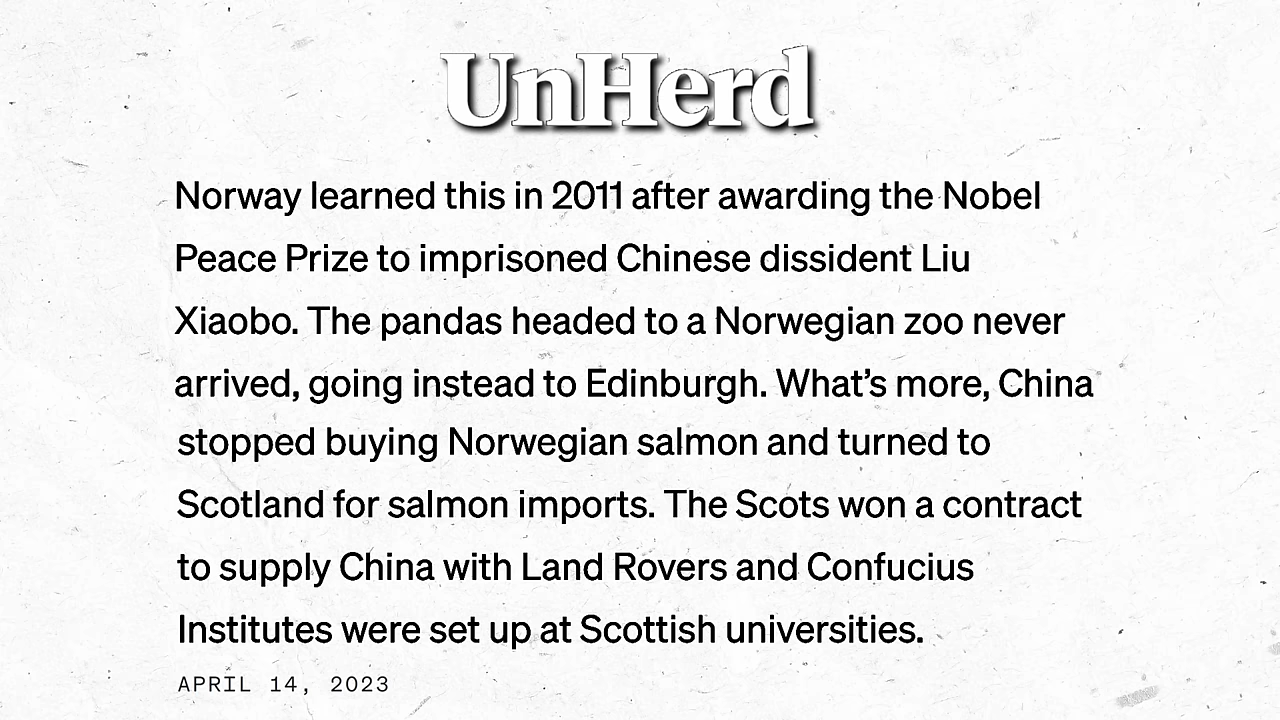 UnHerd
Norway learned this in 2011 after awarding the Nobel
Peace Prize to imprisoned Chinese dissident Liu
Xiaobo. The pandas headed to a Norwegian zoo never
arrived, going instead to Edinburgh. What’s more, China
stopped buying Norwegian salmon and turned to
Scotland for salmon imports. The Scots won a contract
to supply China with Land Rovers and Confucius
Institutes were set up at Scottish universities.
APRIL 14, 2023